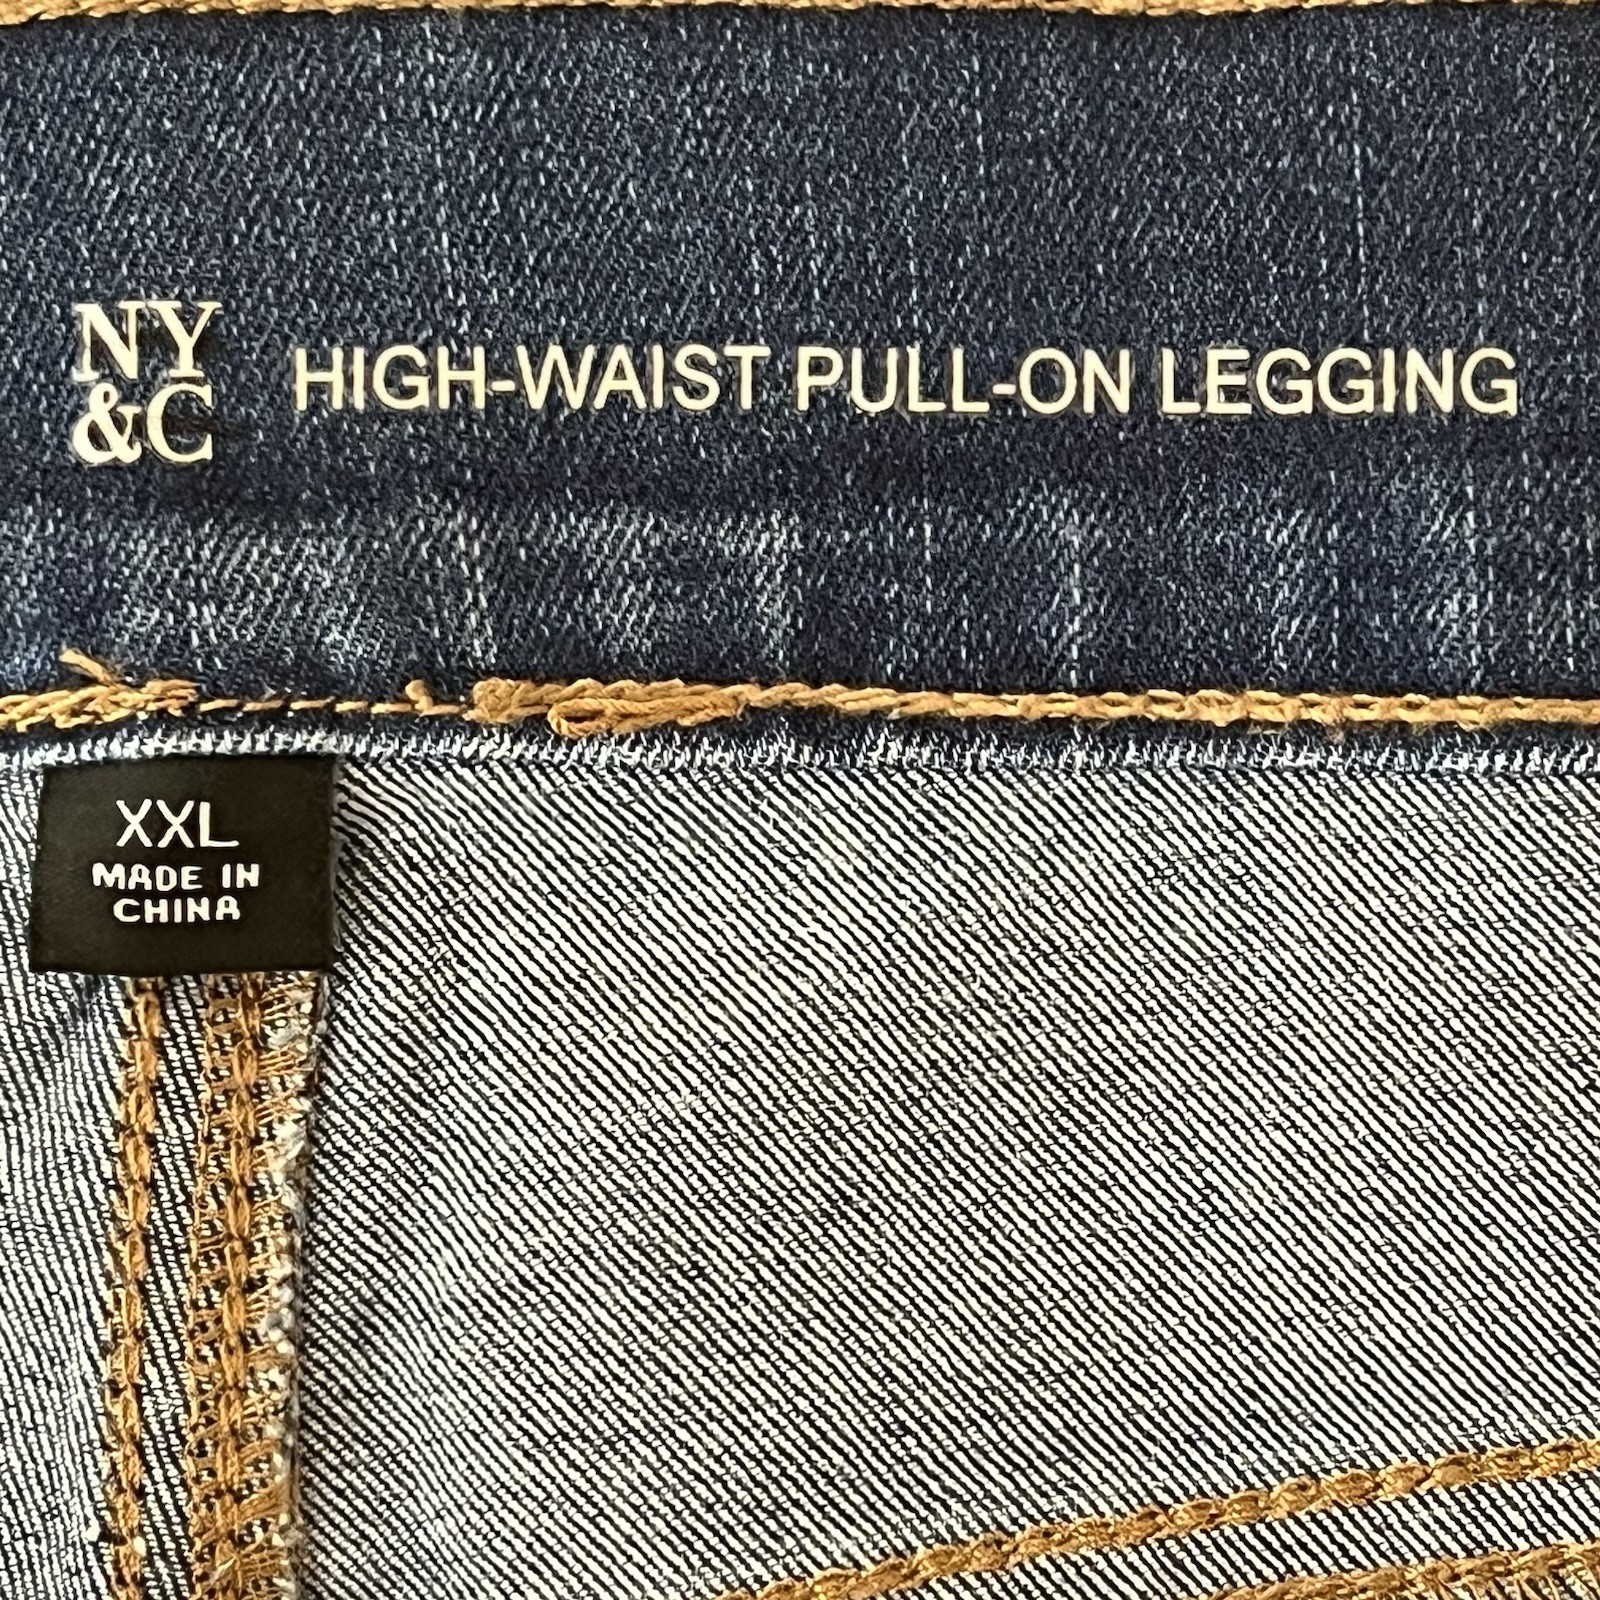 NY
&C
HIGH-WAIST PULL-ON LEGGING
XXL
MADE IN
CHINA